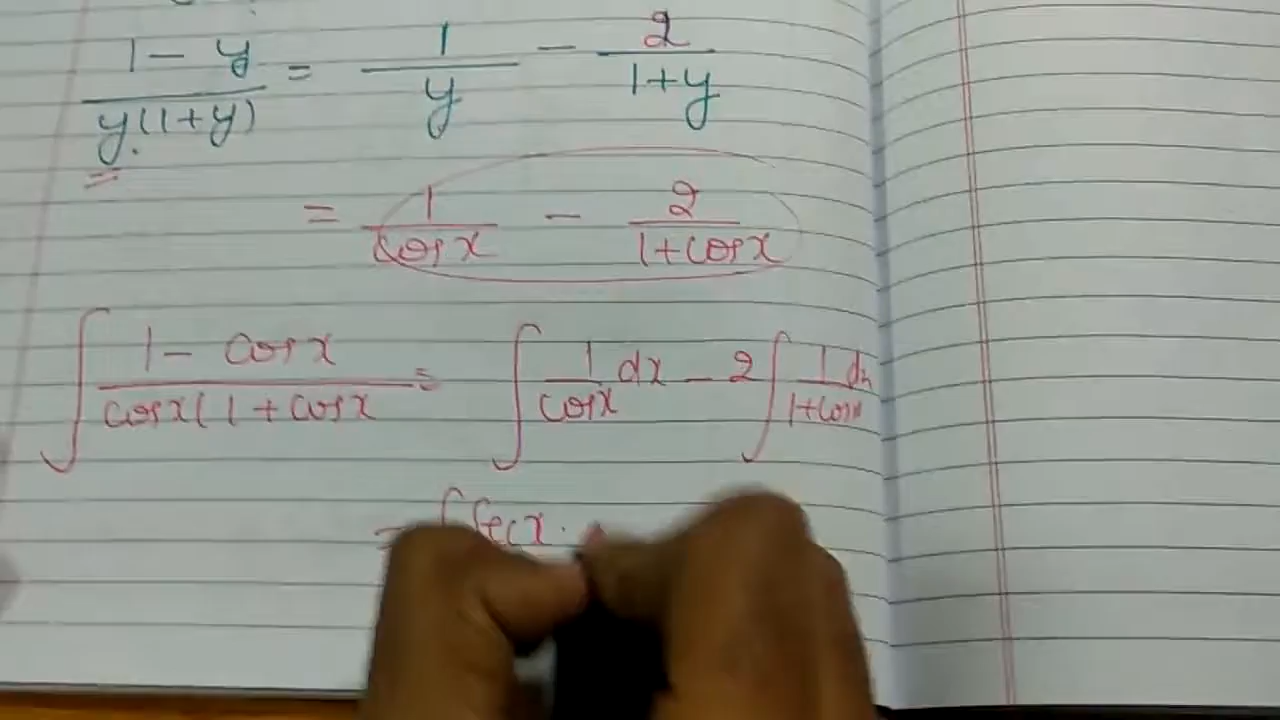 1 - y / y(1+y) = 1 / y - 2 / 1+y
= 1 / cos x - 2 / 1+cos x
∫ 1 - cos x / cos x(1 + cos x = ∫ 1 / cos x dx - 2 ∫ 1 / 1+cos x dx
= ∫ sec x .